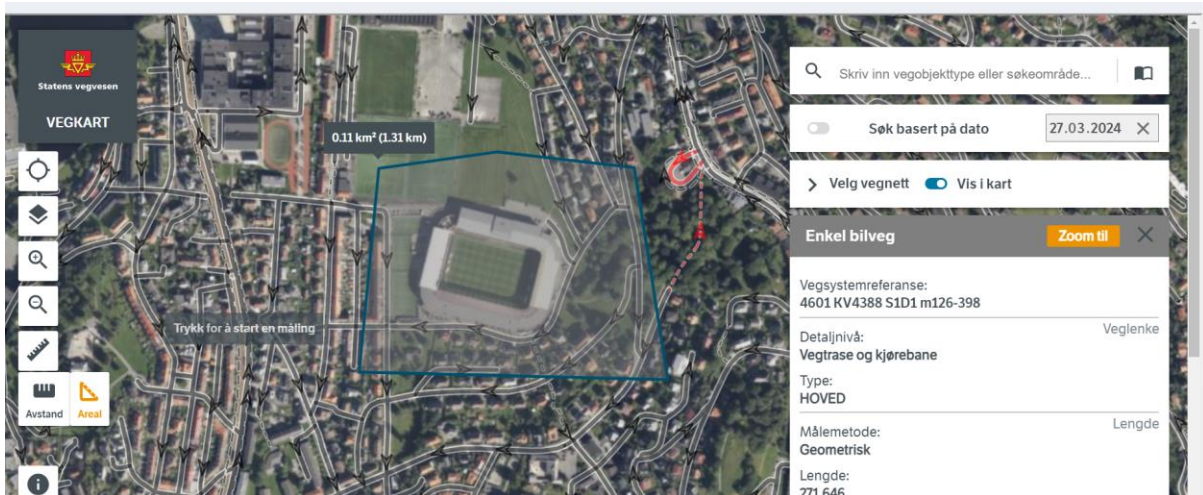 Statens vegvesen
VEGKART
0.11 km² (1.31 km)
Trykk for å start en måling
Avstand
Areal
Skriv inn vegobjekttype eller søkeområde...
Søk basert på dato
27.03.2024
Velg vegnett
Vis i kart
Enkel bilveg
Zoom til
Vegsystemreferanse:
4601 KV4388 S1D1 m126-398
Veglenke
Detaljnivå:
Vegtrase og kjørebane
Type:
HOVED
Lengde
Målemetode:
Geometrisk
Lengde:
271.646